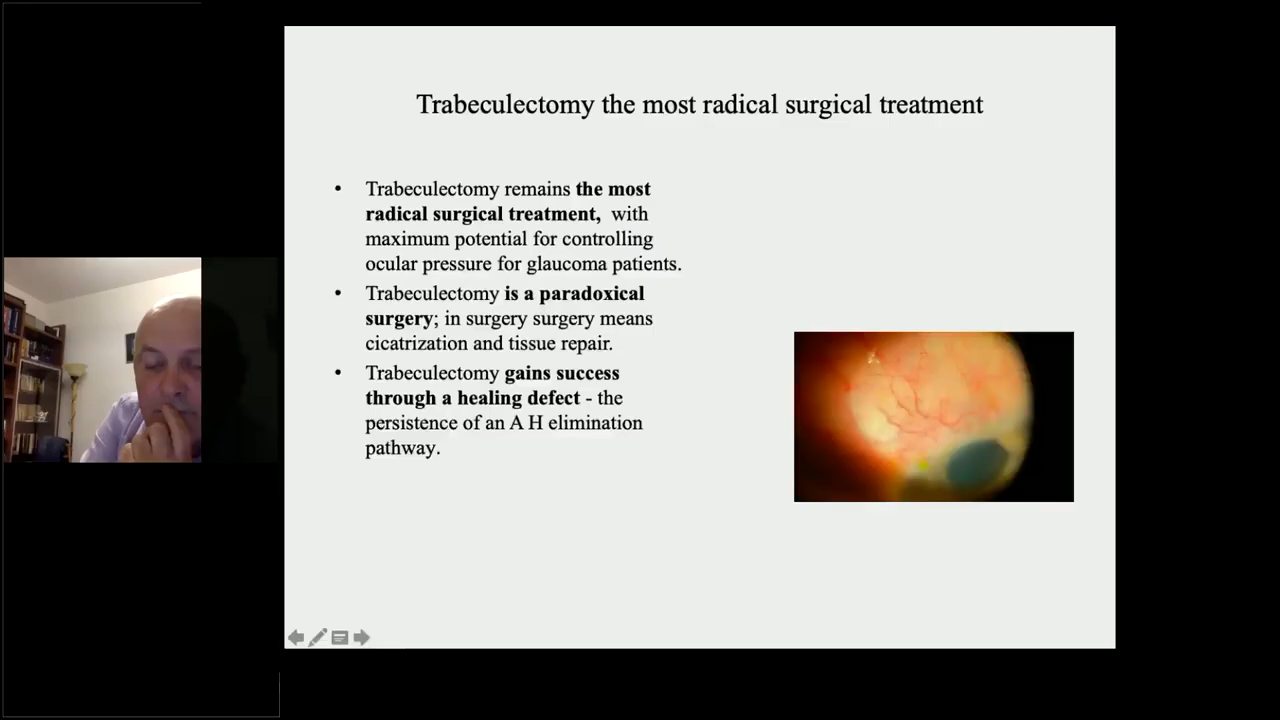 Trabeculectomy the most radical surgical treatment
• Trabeculectomy remains the most
radical surgical treatment, with
maximum potential for controlling
ocular pressure for glaucoma patients.
• Trabeculectomy is a paradoxical
surgery; in surgery surgery means
cicatrization and tissue repair.
• Trabeculectomy gains success
through a healing defect - the
persistence of an A H elimination
pathway.